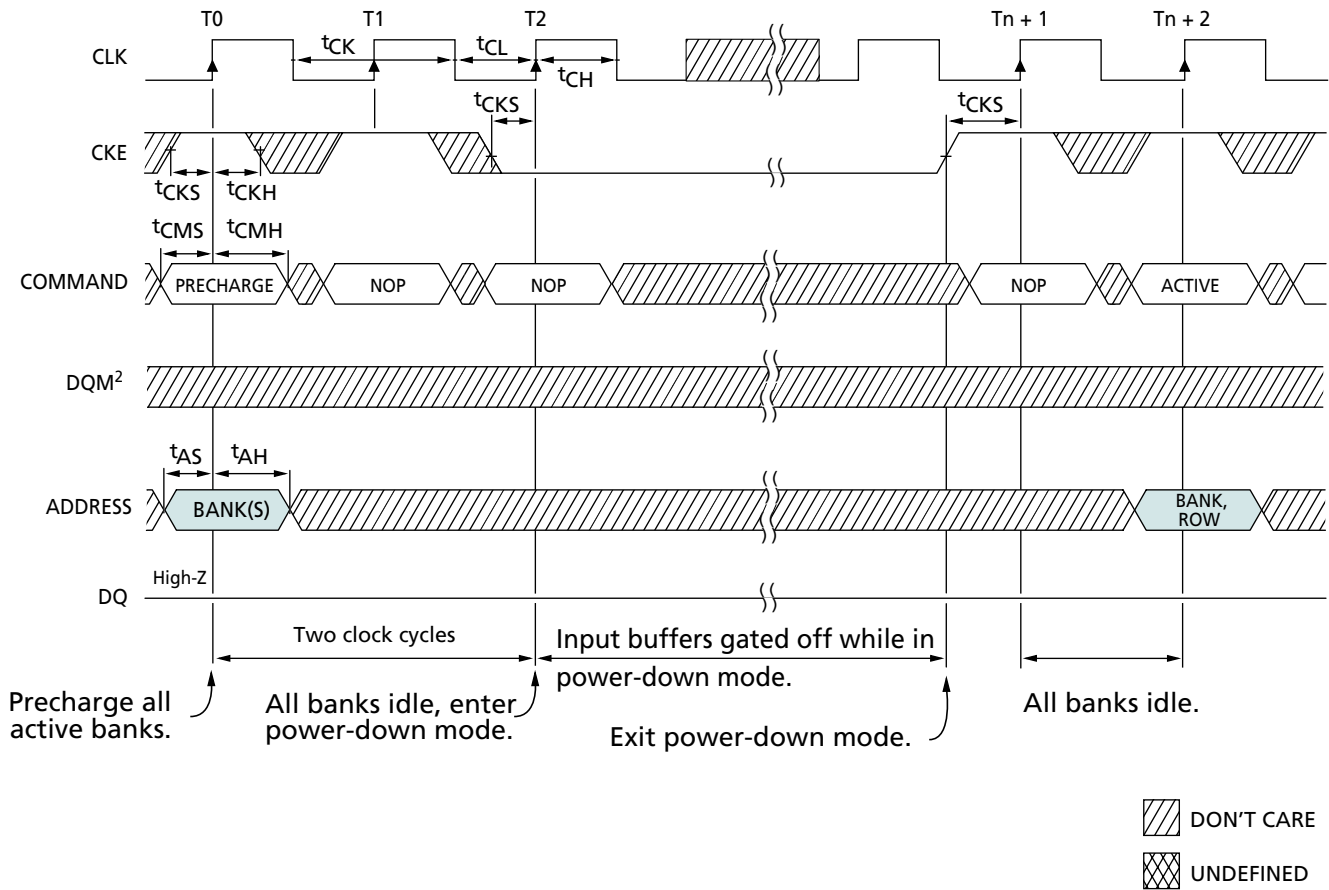 T0 T1 T2 Tn + 1 Tn + 2
CLK
tCK tCL tCH
tCKS tCKS
CKE
tCKS tCKH
tCMS tCMH
COMMAND PRECHARGE NOP NOP NOP ACTIVE
DQM2
tAS tAH
ADDRESS BANK(S) BANK,
ROW
High-Z
DQ
Two clock cycles
Input buffers gated off while in
power-down mode.
Precharge all
active banks.
All banks idle, enter
power-down mode.
Exit power-down mode.
All banks idle.
DON'T CARE
UNDEFINED